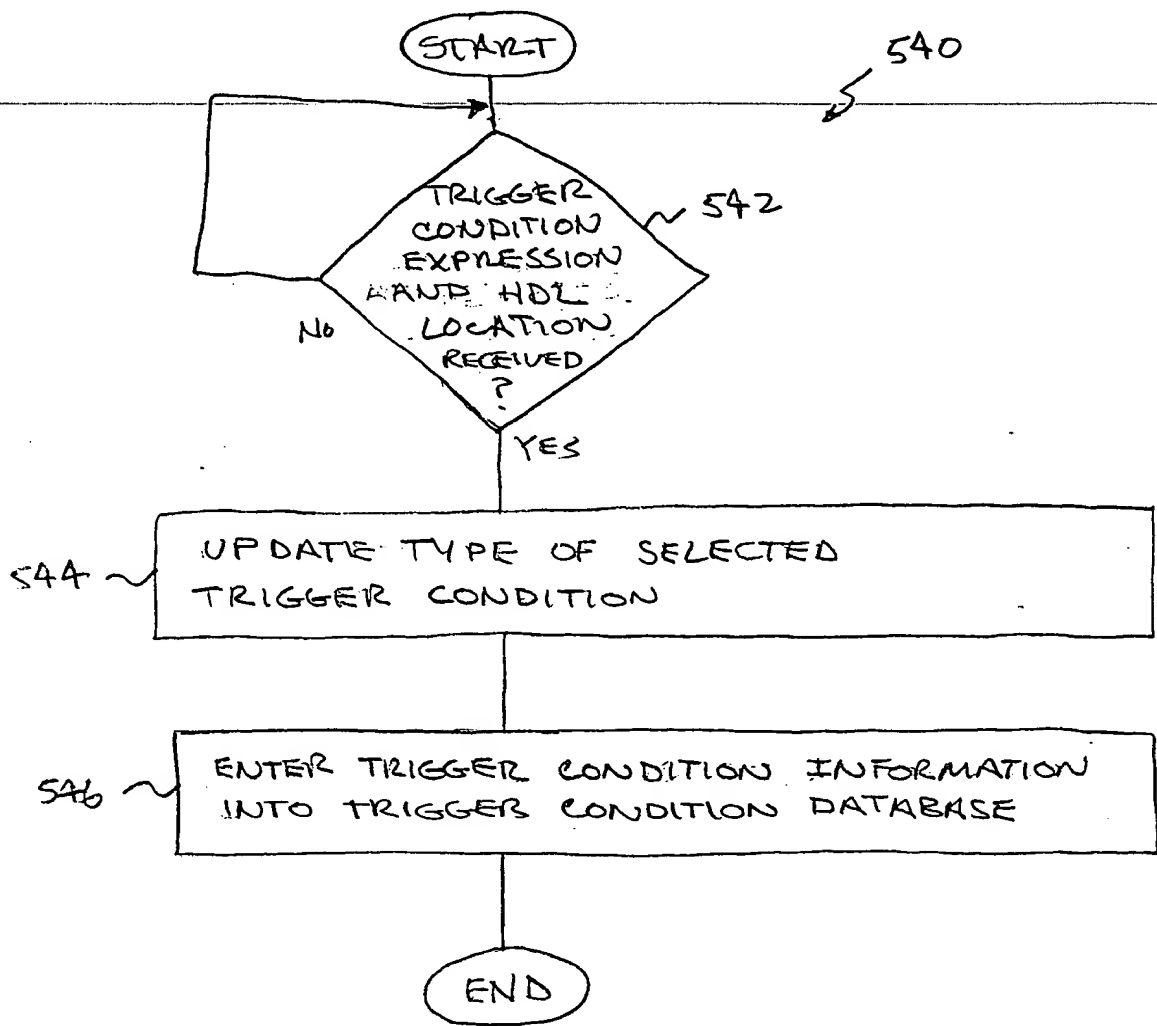 START
540
TRIGGER
CONDITION
EXPRESSION
AND HDL
LOCATION
RECEIVED
?
542
No
YES
544
UPDATE TYPE OF SELECTED
TRIGGER CONDITION
546
ENTER TRIGGER CONDITION INFORMATION
INTO TRIGGER CONDITION DATABASE
END